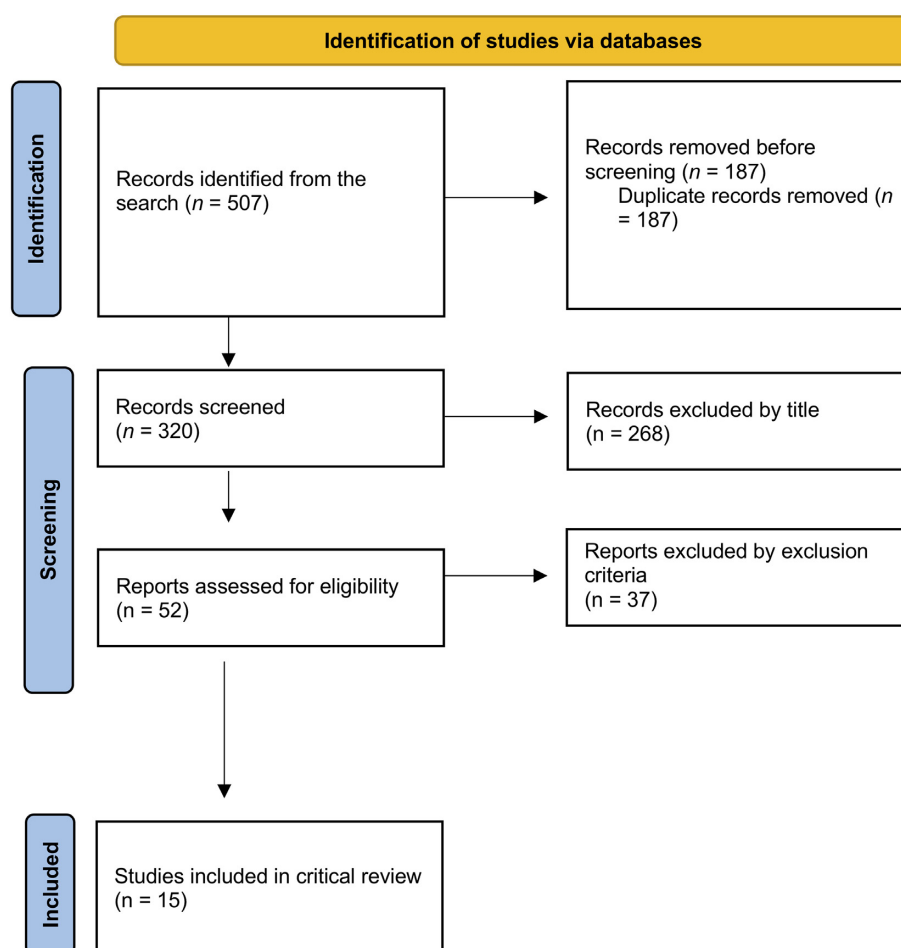 Identification of studies via databases
Identification
Records identified from the
search (n = 507)
Records removed before
screening (n = 187)
Duplicate records removed (n
= 187)
Screening
Records screened
(n = 320)
Records excluded by title
(n = 268)
Reports assessed for eligibility
(n = 52)
Reports excluded by exclusion
criteria
(n = 37)
Included
Studies included in critical review
(n = 15)